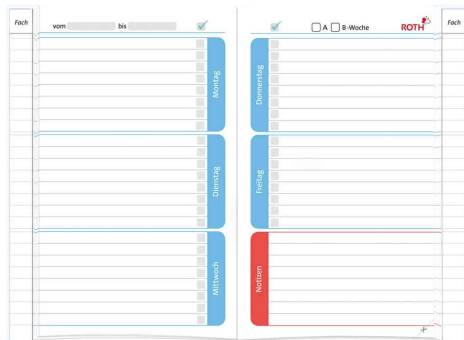 Fach
vom bis
A B-Woche
ROTH
Fach
Montag
Dienstag
Mittwoch
Donnerstag
Freitag
Notizen